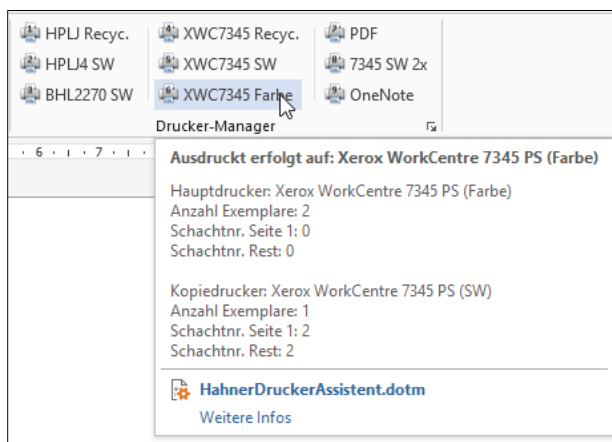 HPLJ Recyc. XWC7345 Recyc. PDF
HPLJ4 SW XWC7345 SW 7345 SW 2x
BHL2270 SW XWC7345 Farbe OneNote
Drucker-Manager
· 6 · ı · 7 · ı ·
Ausdruckt erfolgt auf: Xerox WorkCentre 7345 PS (Farbe)
Hauptdrucker: Xerox WorkCentre 7345 PS (Farbe)
Anzahl Exemplare: 2
Schachtnr. Seite 1: 0
Schachtnr. Rest: 0
Kopiedrucker: Xerox WorkCentre 7345 PS (SW)
Anzahl Exemplare: 1
Schachtnr. Seite 1: 2
Schachtnr. Rest: 2
HahnerDruckerAssistent.dotm
Weitere Infos